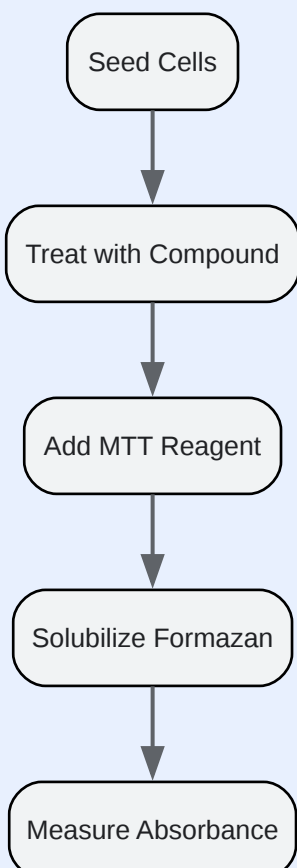 Seed Cells
Treat with Compound
Add MTT Reagent
Solubilize Formazan
Measure Absorbance